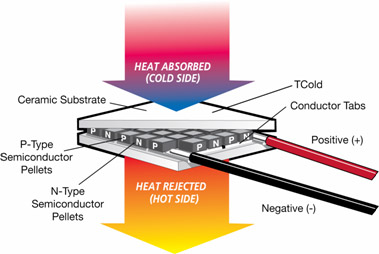 HEAT ABSORBED
(COLD SIDE)
TCold
Ceramic Substrate
Conductor Tabs
P-Type
Semiconductor
Pellets
P N P N P
P N P N
Positive (+)
N-Type
Semiconductor
Pellets
HEAT REJECTED
(HOT SIDE)
Negative (-)